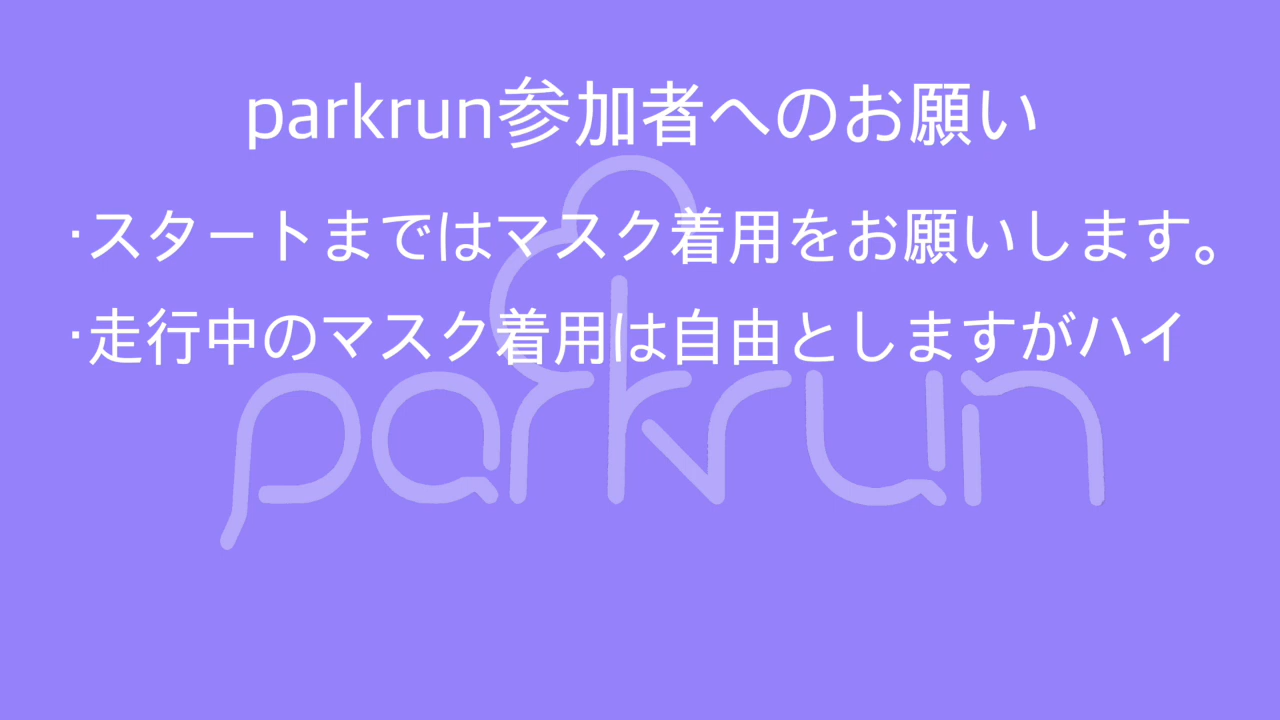 parkrun参加者へのお願い
·スタートまではマスク着用をお願いします。
·走行中のマスク着用は自由としますがハイ
parkrun